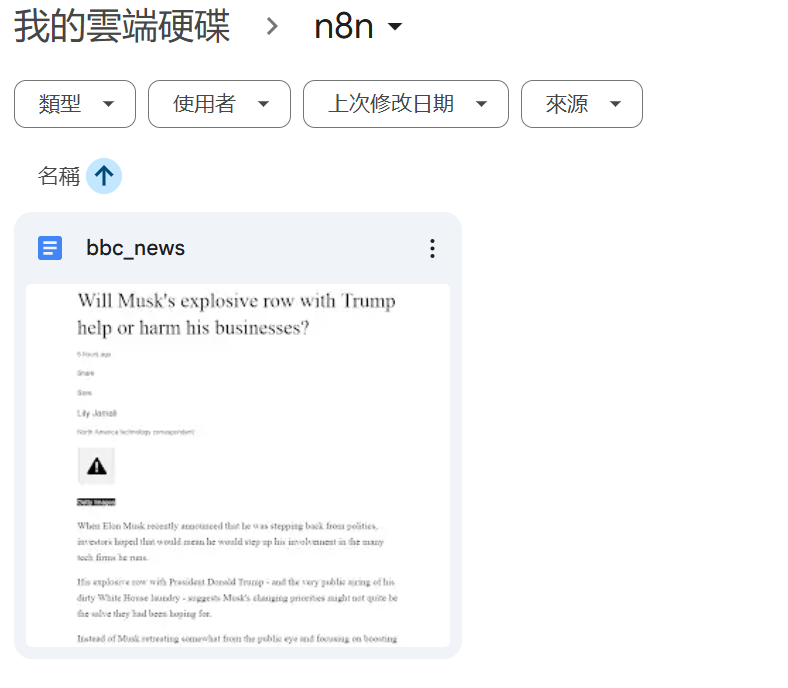 我的雲端硬碟 > n8n
類型 使用者 上次修改日期 來源
名稱
bbc_news
Will Musk's explosive row with Trump
help or harm his businesses?
6 hours ago
Share
Save
Lily Jamali
North America technology correspondent
Getty Images
When Elon Musk recently announced that he was stepping back from politics,
investors hoped that would mean he would step up his involvement in the many
tech firms he runs.
His explosive row with President Donald Trump - and the very public airing of his
dirty White House laundry - suggests Musk's changing priorities might not quite be
the salve they had been hoping for.
Instead of Musk retreating somewhat from the public eye and focusing on boosting